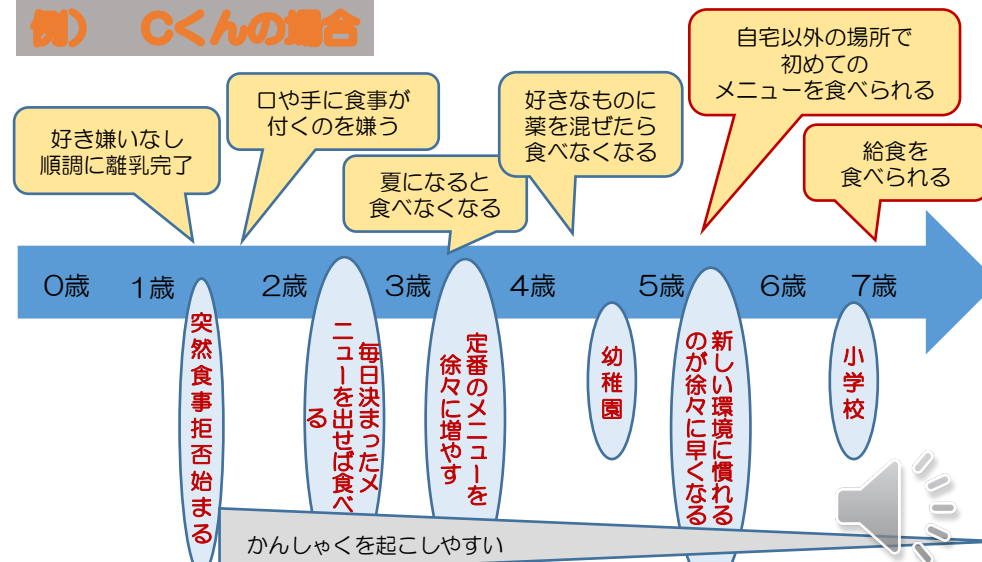 例)　Cくんの場合
好き嫌いなし
順調に離乳完了
口や手に食事が
付くのを嫌う
夏になると
食べなくなる
好きなものに
薬を混ぜたら
食べなくなる
自宅以外の場所で
初めての
メニューを食べられる
給食を
食べられる
0歳
1歳
2歳
3歳
4歳
5歳
6歳
7歳
突然食事拒否始まる
毎日決まったメ
ニューを出せば食べ
る
定番のメニューを
徐々に増やす
幼稚園
新しい環境に慣れる
のが徐々に早くなる
小学校
かんしゃくを起こしやすい